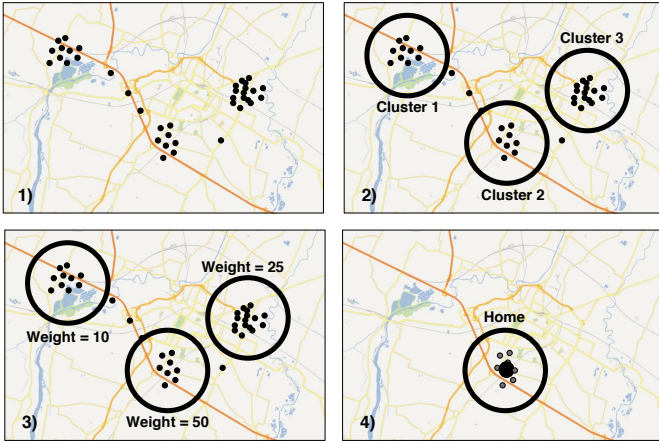 1)
Cluster 3
Cluster 1
Cluster 2
2)
Weight = 25
Weight = 10
Weight = 50
3)
Home
4)